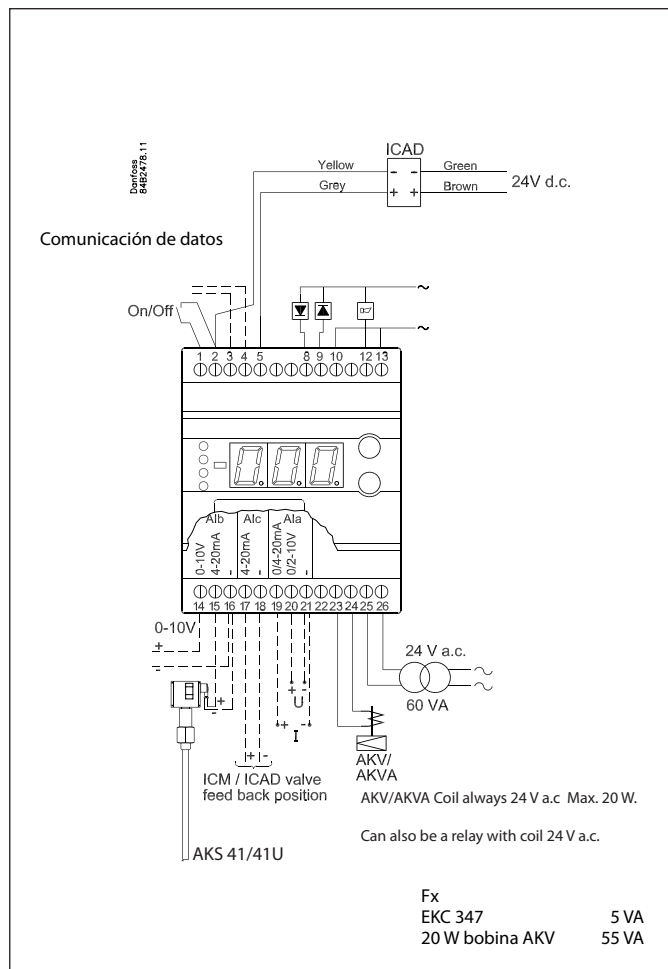 Danfoss
84B2478.11
ICAD
Yellow
Green
- -
Grey
+ +
Brown
24V d.c.
Comunicación de datos
On/Off
~
~
1 2 3 4 5 8 9 10 12 13
0.0.0.
AIb AIc AIa
0-10V
4-20mA
-
4-20mA
-
0/4-20mA
0/2-10V
-
14 15 16 17 18 19 20 21 22 23 24 25 26
0-10V
+
-
24 V a.c.
60 VA
+
-
+ -
U
+ -
I
+ -
AKV/
AKVA
ICM / ICAD valve
feed back position
AKV/AKVA Coil always 24 V a.c Max. 20 W.
Can also be a relay with coil 24 V a.c.
AKS 41/41U
Fx
EKC 347 5 VA
20 W bobina AKV 55 VA